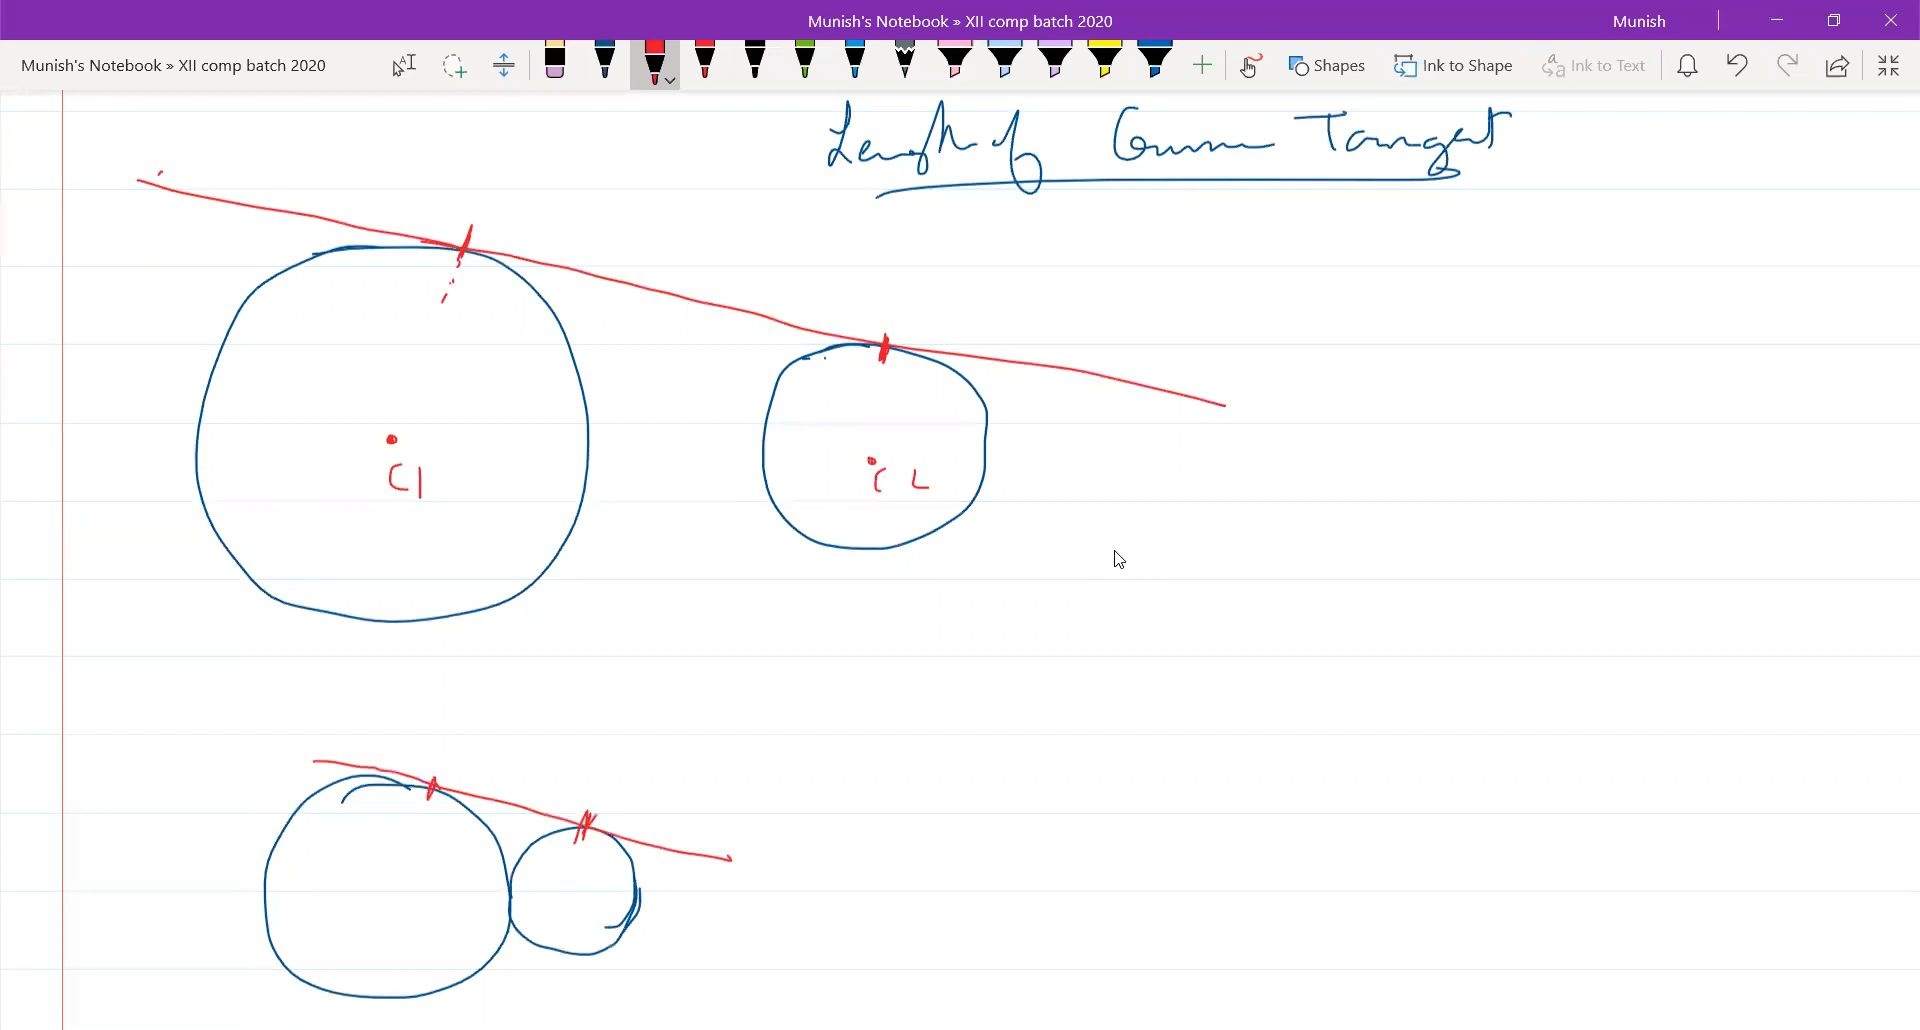 Munish's Notebook » XII comp batch 2020
Munish
Munish's Notebook » XII comp batch 2020
Shapes
Ink to Shape
Ink to Text
Length of Common Tangent
C1
C2